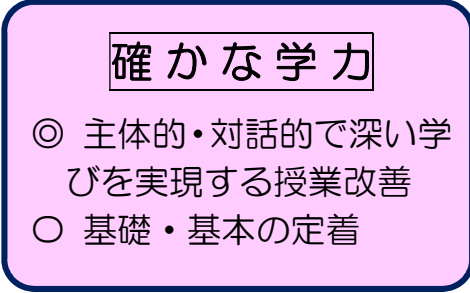 確かな学力
◎ 主体的・対話的で深い学
びを実現する授業改善
○ 基礎・基本の定着